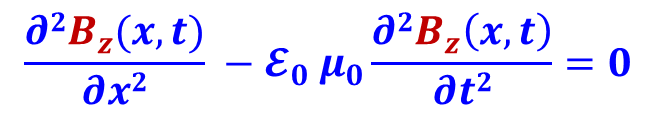 ∂²B_z(x, t)/∂x² − ε₀ μ₀ ∂²B_z(x, t)/∂t² = 0